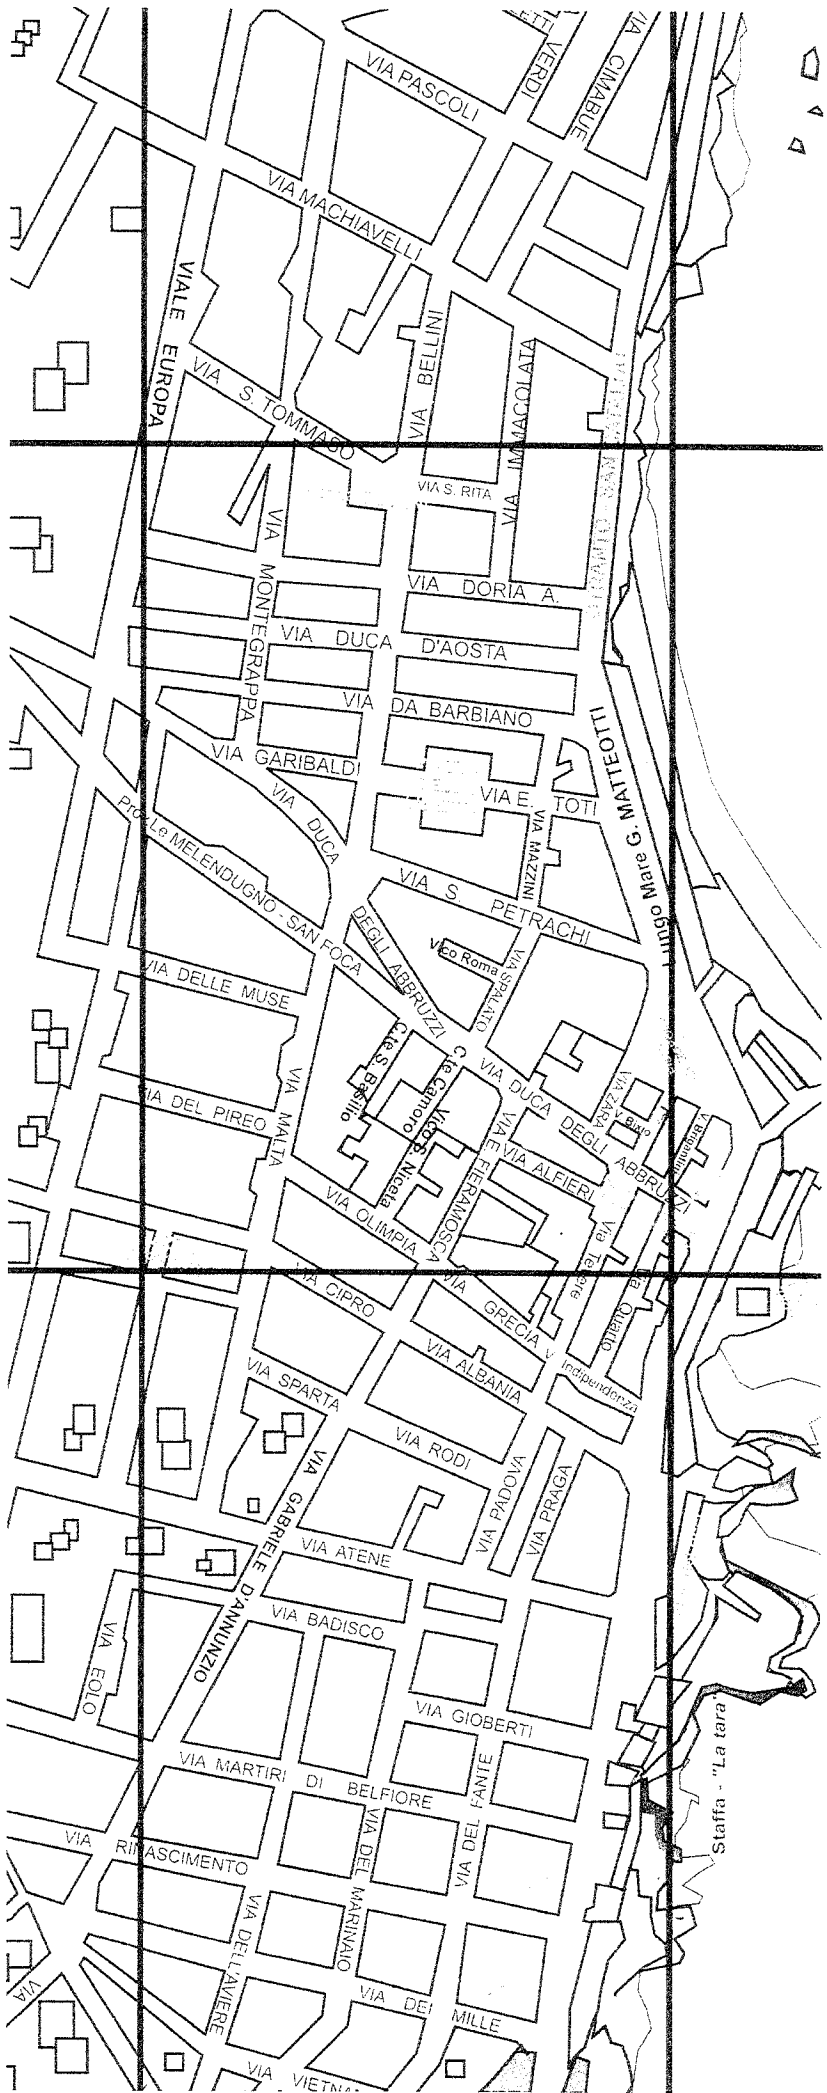 VERDI
VIA CIMABUE
VIA PASCOLI
VIA MACHIAVELLI
VIALE EUROPA
VIA BELLINI
VIA IMMACOLATA
VIA S. TOMMASO
VIA S. RITA
VIA MONTEGRAPPA
VIA DORIA A.
VIA DUCA D'AOSTA
VIA DA BARBIANO
Lungo Mare G. MATTEOTTI
VIA GARIBALDI
VIA E. TOTI
VIA MAZZINI
VIA DUCA DEGLI ABBRUZZI
Prov.Le MELENDUGNO - SAN FOCA
VIA S. PETRACHI
Vico Roma
VIA SPALATO
VIA DELLE MUSE
VIA MALTA
VIA DEL PIREO
C.te S. Basilio
C.te Camoro
Vico S. Niceta
VIA DUCA DEGLI ABBRUZZI
VIA ZARA
V. Bixio
V. Brigantini
VIA E. FIERAMOSCA
VIA ALFIERI
VIA OLIMPIA
Via Tevere
Via Quarto
VIA CIPRO
VIA GRECIA
V. Indipendenza
VIA ALBANIA
VIA SPARTA
VIA RODI
VIA PADOVA
VIA PRAGA
VIA GABRIELE D'ANNUNZIO
VIA ATENE
VIA BADISCO
VIA EOLO
VIA GIOBERTI
VIA MARTIRI DI BELFIORE
VIA DEL FANTE
Staffa - "La tara"
VIA RINASCIMENTO
VIA DEL MARINAIO
VIA DELL'AVIERE
VIA DEI MILLE
VIA
VIA VIETNAM